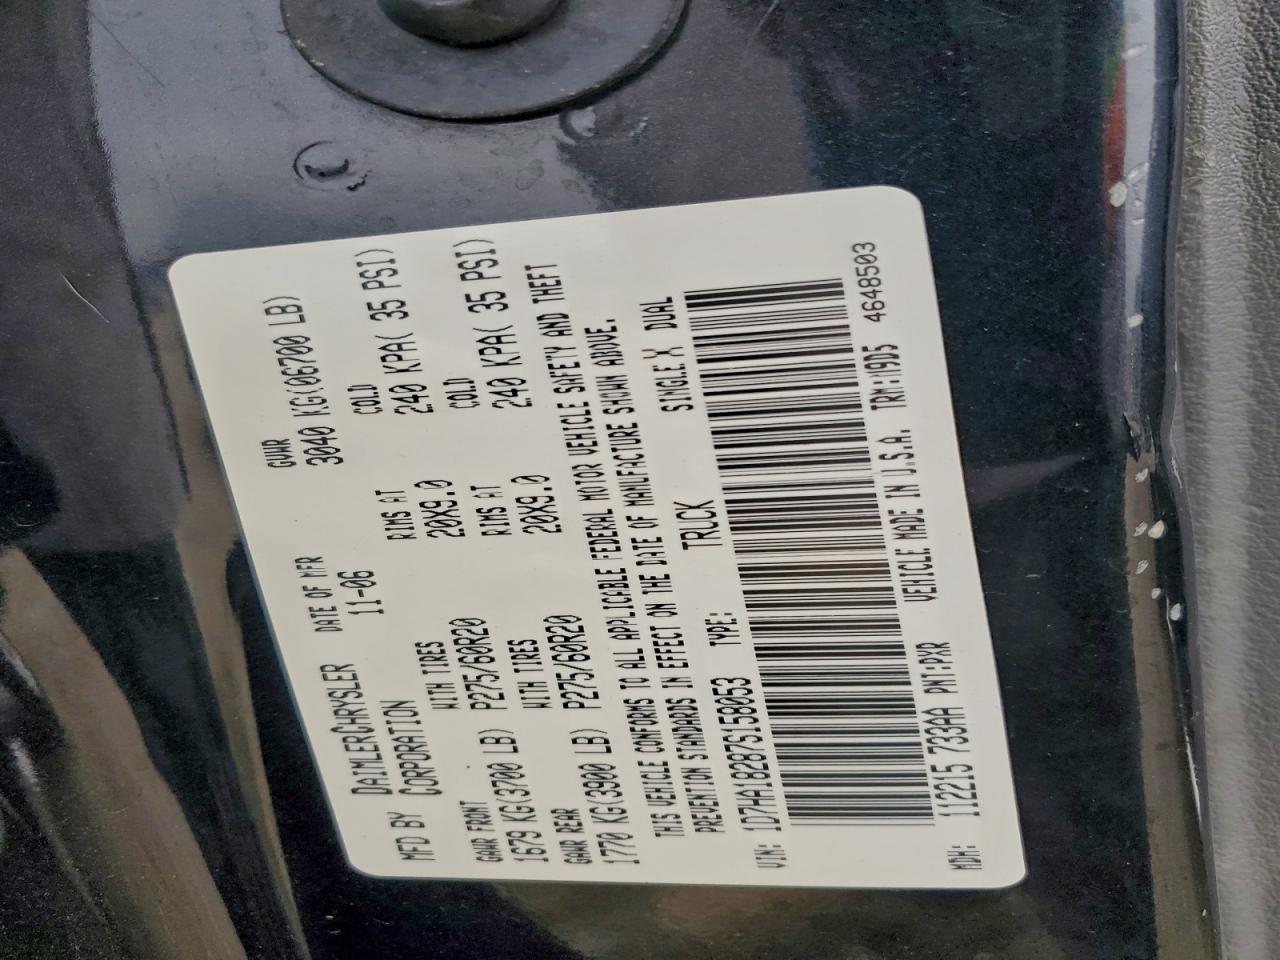 MFD BY DAIMLERCHRYSLER CORPORATION DATE OF MFR 11-06 GVWR 3040 KG(06700 LB)
GAWR FRONT WITH TIRES RIMS AT COLD
1679 KG(3700 LB) P275/60R20 20X9.0 240 KPA( 35 PSI)
GAWR REAR WITH TIRES RIMS AT COLD
1770 KG(3900 LB) P275/60R20 20X9.0 240 KPA( 35 PSI)
THIS VEHICLE CONFORMS TO ALL APPLICABLE FEDERAL MOTOR VEHICLE SAFETY AND THEFT
PREVENTION STANDARDS IN EFFECT ON THE DATE OF MANUFACTURE SHOWN ABOVE.
VIN: 1D7HA18287S158053 TYPE: TRUCK SINGLE X DUAL
MDH: 112215 733AA PNT:PXR VEHICLE MADE IN U.S.A. TRM:M9D5 4648503